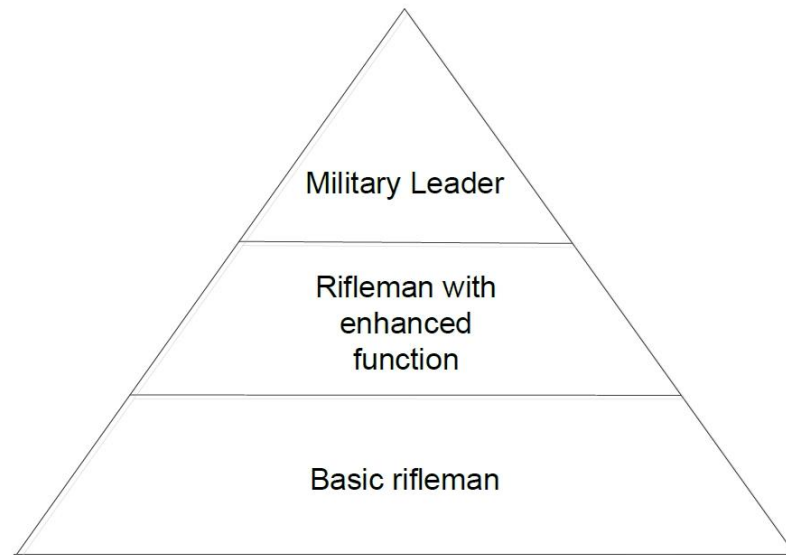 Military Leader
Rifleman with
enhanced
function
Basic rifleman